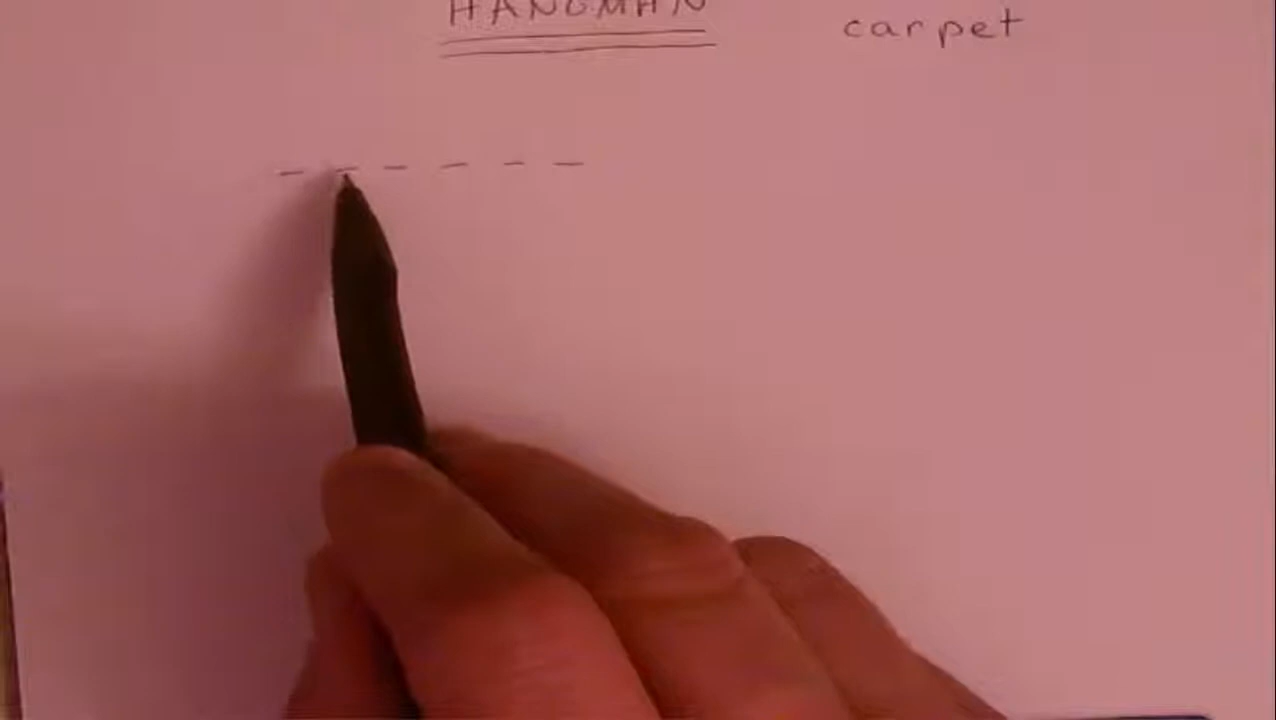 HANGMAN
carpet
_ _ _ _ _ _